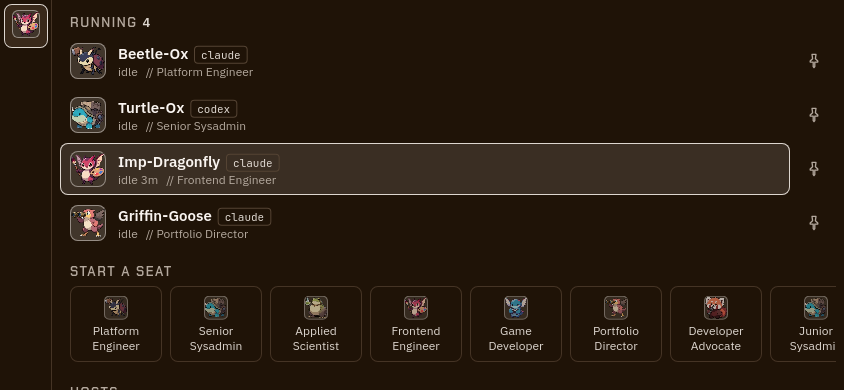 RUNNING 4
Beetle-Ox claude
idle // Platform Engineer
Turtle-Ox codex
idle // Senior Sysadmin
Imp-Dragonfly claude
idle 3m // Frontend Engineer
Griffin-Goose claude
idle // Portfolio Director
START A SEAT
Platform Engineer
Senior Sysadmin
Applied Scientist
Frontend Engineer
Game Developer
Portfolio Director
Developer Advocate
Junior Sysadmi
HOSTS